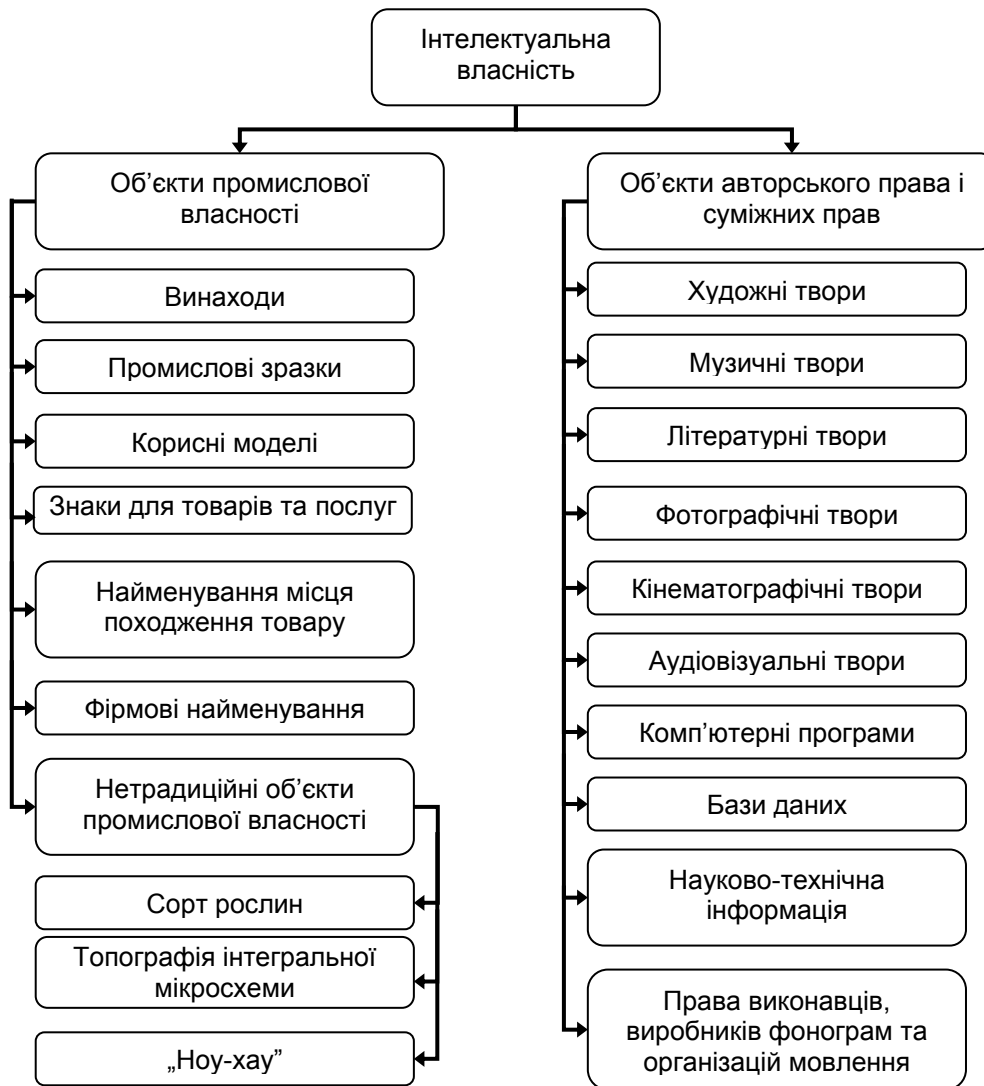 Інтелектуальна
власність
Об’єкти промислової
власності
Винаходи
Промислові зразки
Корисні моделі
Знаки для товарів та послуг
Найменування місця
походження товару
Фірмові найменування
Нетрадиційні об’єкти
промислової власності
Сорт рослин
Топографія інтегральної
мікросхеми
„Ноу-хау”
Об’єкти авторського права і
суміжних прав
Художні твори
Музичні твори
Літературні твори
Фотографічні твори
Кінематографічні твори
Аудіовізуальні твори
Комп’ютерні програми
Бази даних
Науково-технічна
інформація
Права виконавців,
виробників фонограм та
організацій мовлення